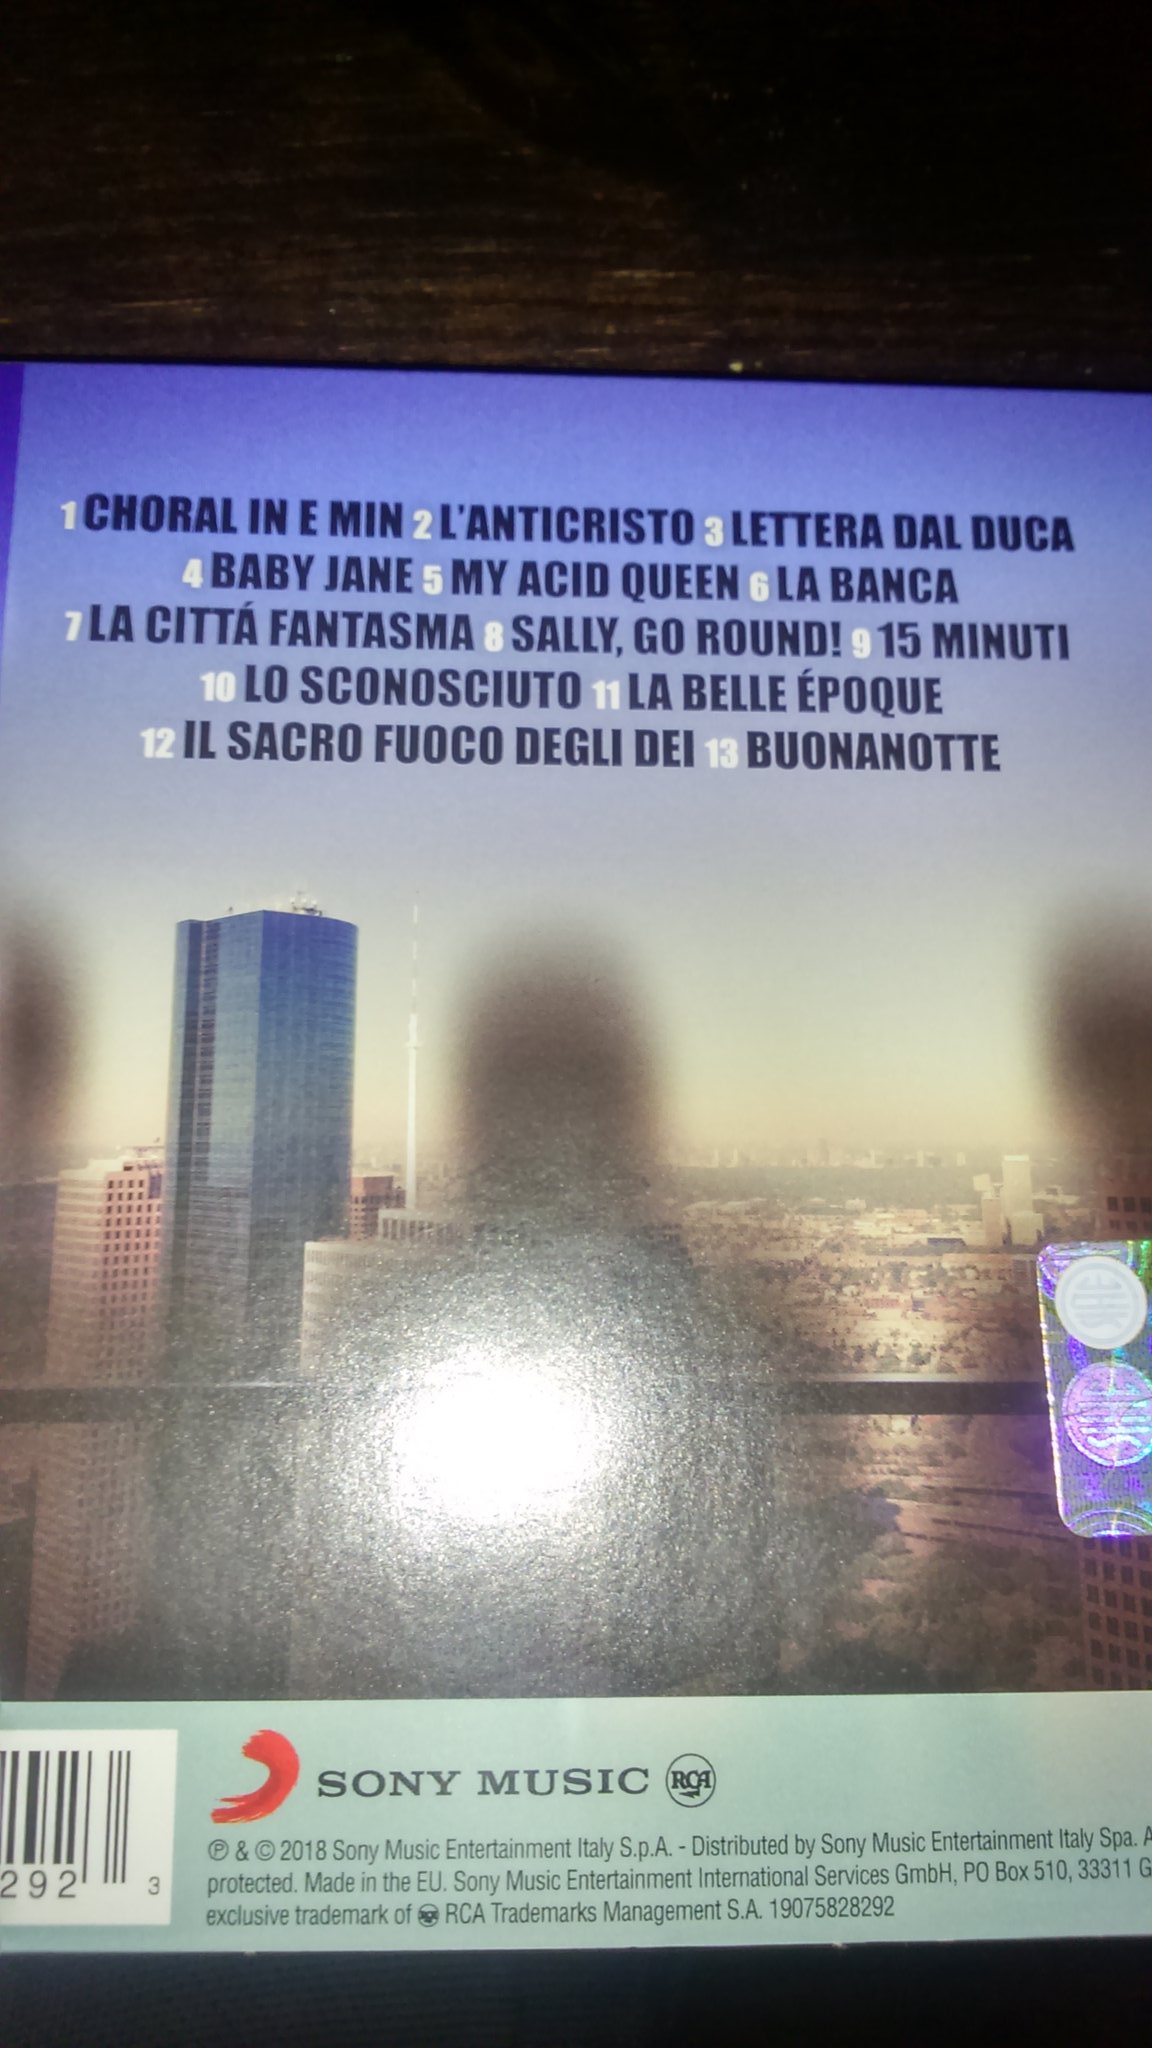 1 CHORAL IN E MIN 2 L'ANTICRISTO 3 LETTERA DAL DUCA
4 BABY JANE 5 MY ACID QUEEN 6 LA BANCA
7 LA CITTÁ FANTASMA 8 SALLY, GO ROUND! 9 15 MINUTI
10 LO SCONOSCIUTO 11 LA BELLE ÉPOQUE
12 IL SACRO FUOCO DEGLI DEI 13 BUONANOTTE
SONY MUSIC RCA
℗ & © 2018 Sony Music Entertainment Italy S.p.A. - Distributed by Sony Music Entertainment Italy Spa. A
protected. Made in the EU. Sony Music Entertainment International Services GmbH, PO Box 510, 33311 G
exclusive trademark of RCA Trademarks Management S.A. 19075828292
292 3